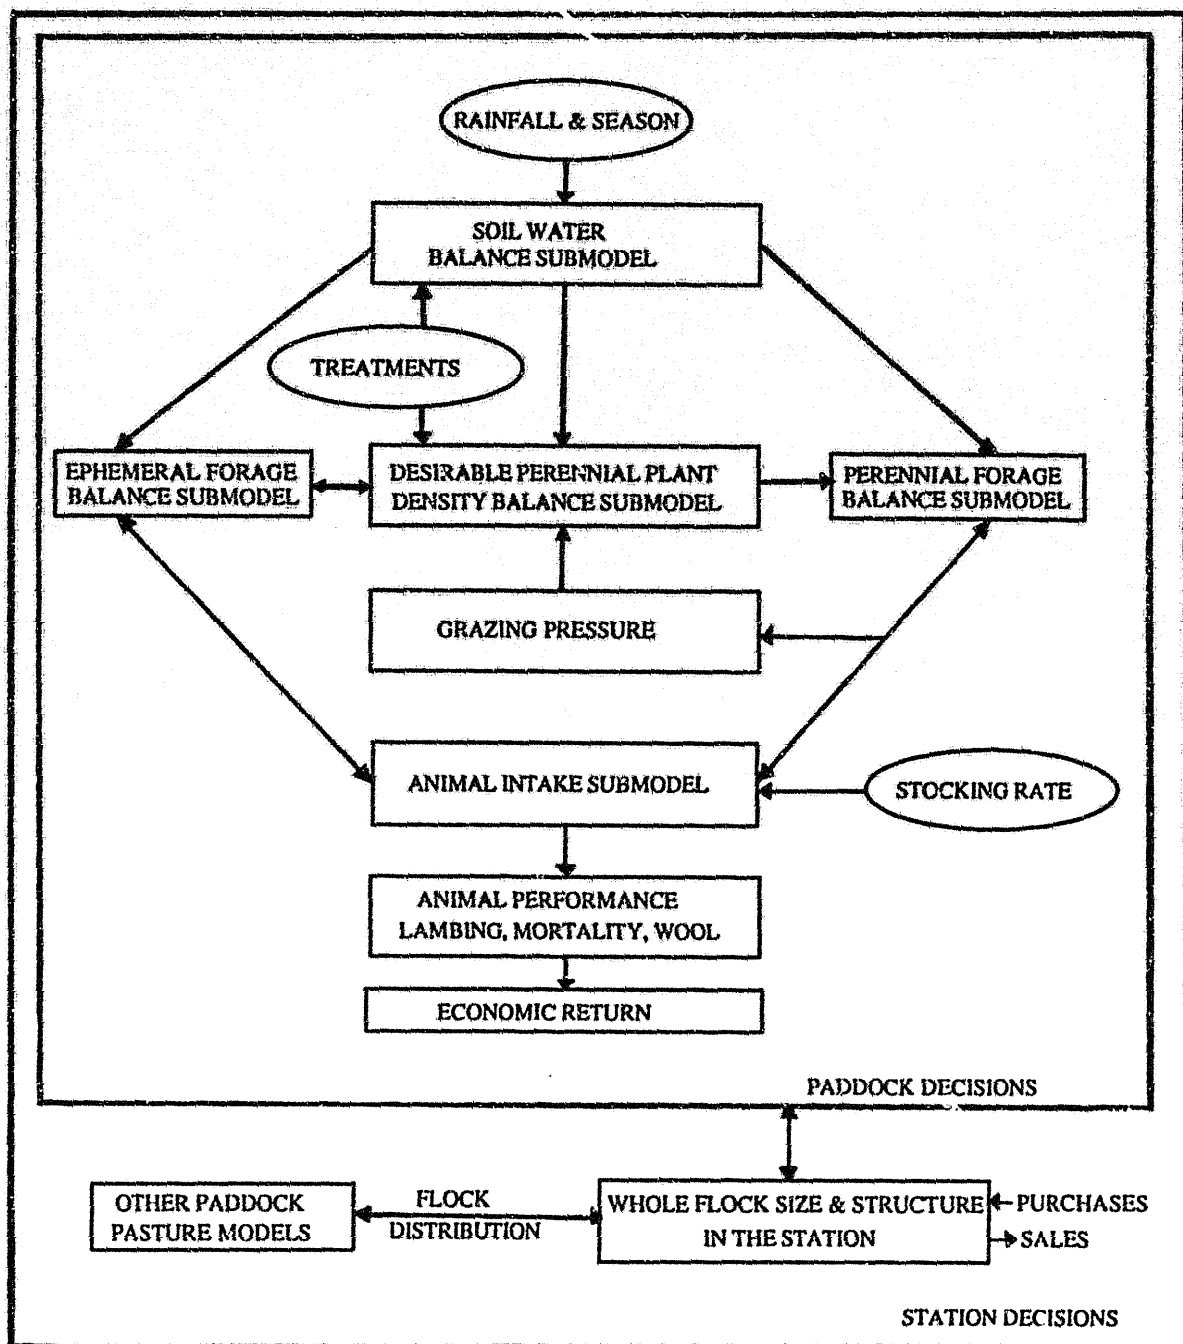 RAINFALL & SEASON
SOIL WATER
BALANCE SUBMODEL
TREATMENTS
EPHEMERAL FORAGE
BALANCE SUBMODEL
DESIRABLE PERENNIAL PLANT
DENSITY BALANCE SUBMODEL
PERENNIAL FORAGE
BALANCE SUBMODEL
GRAZING PRESSURE
ANIMAL INTAKE SUBMODEL
STOCKING RATE
ANIMAL PERFORMANCE
LAMBING, MORTALITY, WOOL
ECONOMIC RETURN
PADDOCK DECISIONS
OTHER PADDOCK
PASTURE MODELS
FLOCK
DISTRIBUTION
WHOLE FLOCK SIZE & STRUCTURE
IN THE STATION
PURCHASES
SALES
STATION DECISIONS